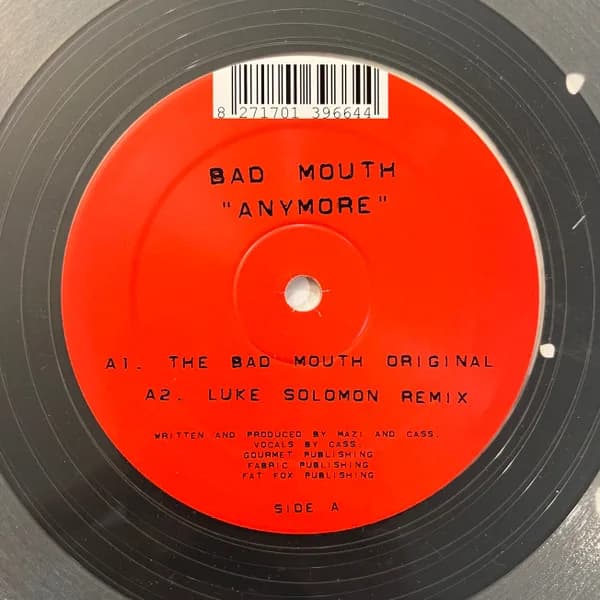 8 271701 396644
BAD MOUTH
"ANYMORE"
A1. THE BAD MOUTH ORIGINAL
A2. LUKE SOLOMON REMIX
WRITTEN AND PRODUCED BY MAZI AND CASS.
VOCALS BY CASS.
GOURMET PUBLISHING
FABRIC PUBLISHING
FAT FOX PUBLISHING
SIDE A